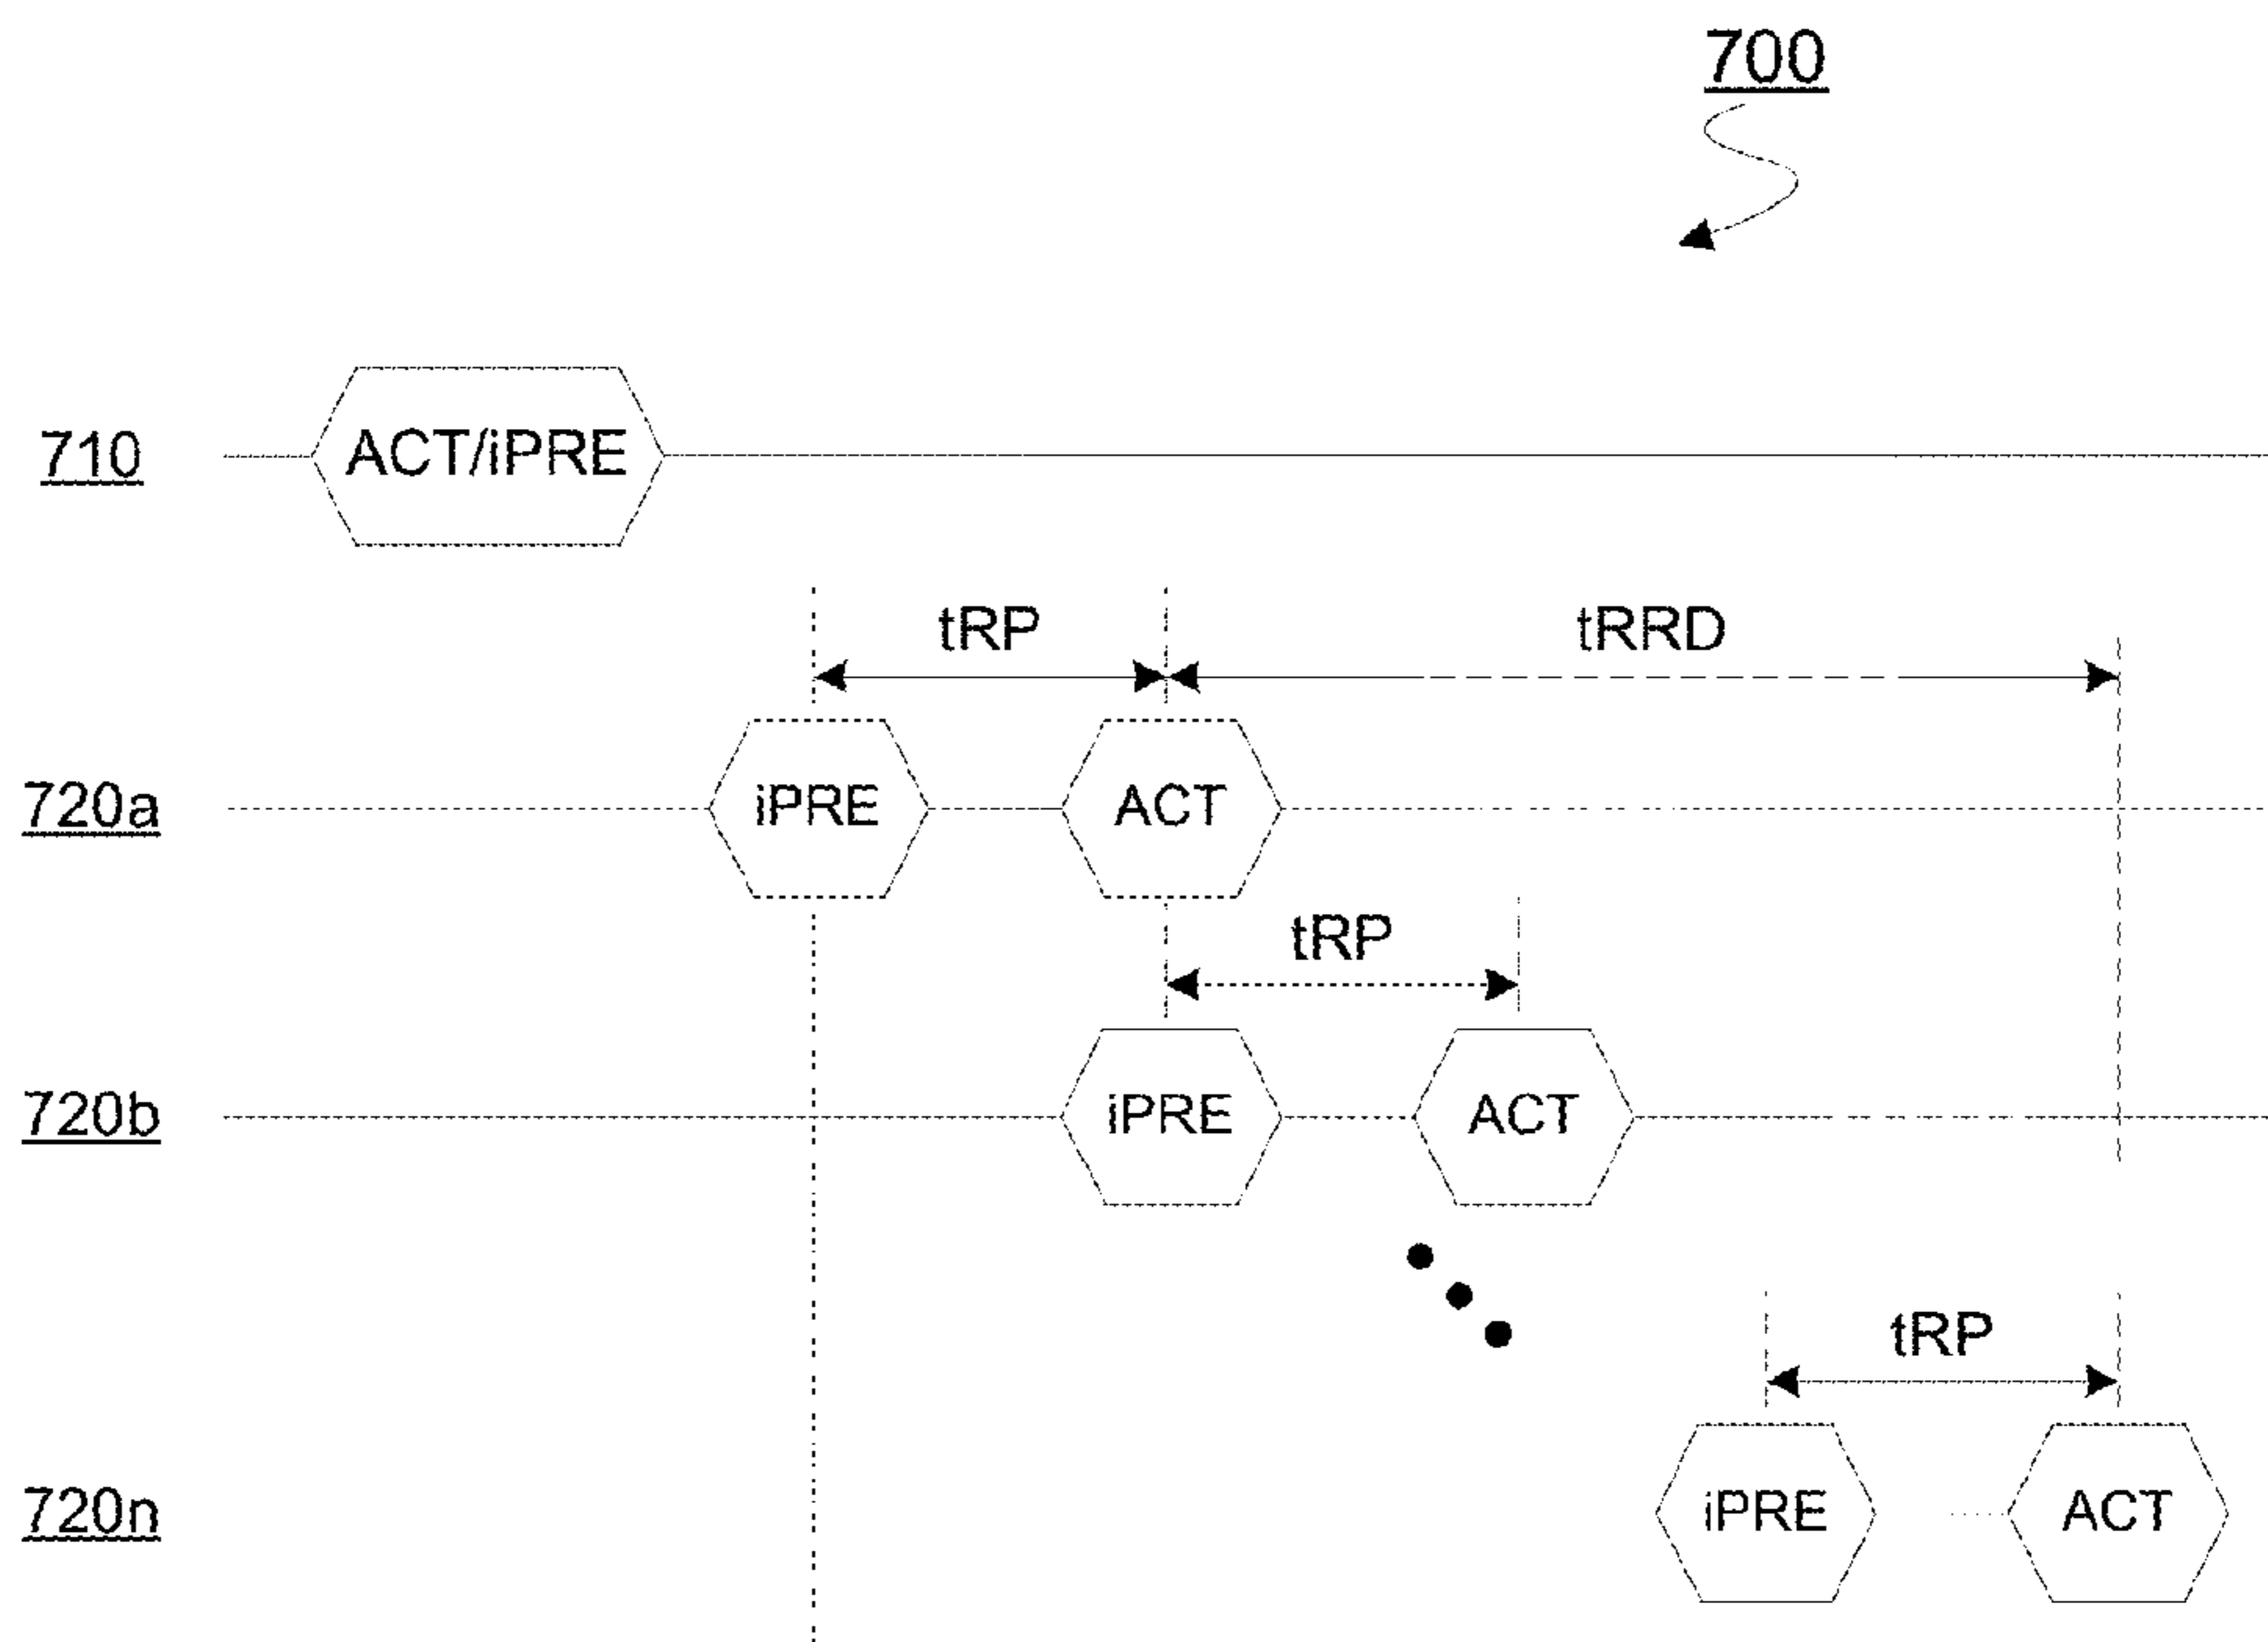 700
710 ACT/iPRE
tRP tRRD
720a iPRE ACT
tRP
720b iPRE ACT
tRP
720n iPRE ACT